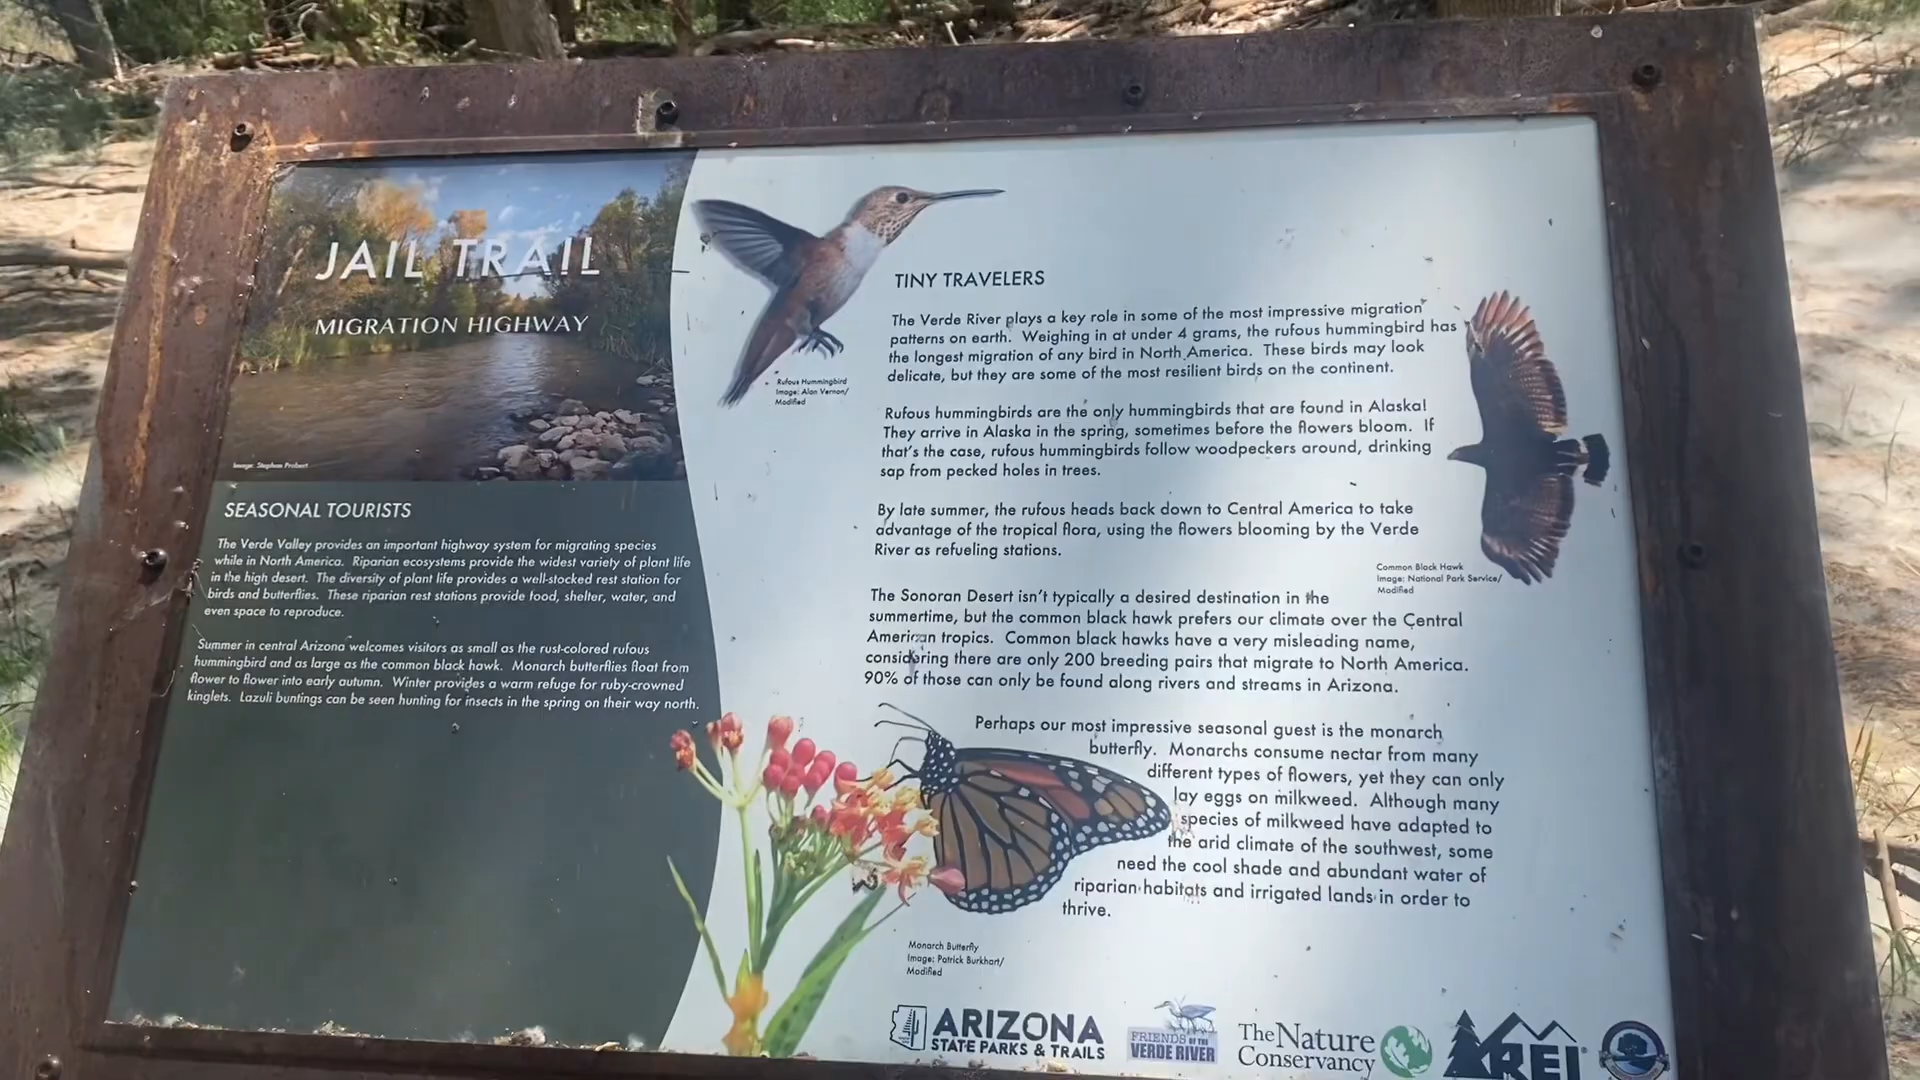 JAIL TRAIL
MIGRATION HIGHWAY
Image: Stephan Probert
SEASONAL TOURISTS
The Verde Valley provides an important highway system for migrating species
while in North America. Riparian ecosystems provide the widest variety of plant life
in the high desert. The diversity of plant life provides a well-stocked rest station for
birds and butterflies. These riparian rest stations provide food, shelter, water, and
even space to reproduce.
Summer in central Arizona welcomes visitors as small as the rust-colored rufous
hummingbird and as large as the common black hawk. Monarch butterflies float from
flower to flower into early autumn. Winter provides a warm refuge for ruby-crowned
kinglets. Lazuli buntings can be seen hunting for insects in the spring on their way north.
Rufous Hummingbird
Image: Alan Vernon/
Modified
TINY TRAVELERS
The Verde River plays a key role in some of the most impressive migration
patterns on earth. Weighing in at under 4 grams, the rufous hummingbird has
the longest migration of any bird in North America. These birds may look
delicate, but they are some of the most resilient birds on the continent.
Rufous hummingbirds are the only hummingbirds that are found in Alaska!
They arrive in Alaska in the spring, sometimes before the flowers bloom. If
that's the case, rufous hummingbirds follow woodpeckers around, drinking
sap from pecked holes in trees.
By late summer, the rufous heads back down to Central America to take
advantage of the tropical flora, using the flowers blooming by the Verde
River as refueling stations.
Common Black Hawk
Image: National Park Service/
Modified
The Sonoran Desert isn't typically a desired destination in the
summertime, but the common black hawk prefers our climate over the Central
American tropics. Common black hawks have a very misleading name,
considering there are only 200 breeding pairs that migrate to North America.
90% of those can only be found along rivers and streams in Arizona.
Perhaps our most impressive seasonal guest is the monarch
butterfly. Monarchs consume nectar from many
different types of flowers, yet they can only
lay eggs on milkweed. Although many
species of milkweed have adapted to
the arid climate of the southwest, some
need the cool shade and abundant water of
riparian habitats and irrigated lands in order to
thrive.
Monarch Butterfly
Image: Patrick Burkhart/
Modified
ARIZONA
STATE PARKS & TRAILS
FRIENDS OF THE
VERDE RIVER
The Nature
Conservancy
REI